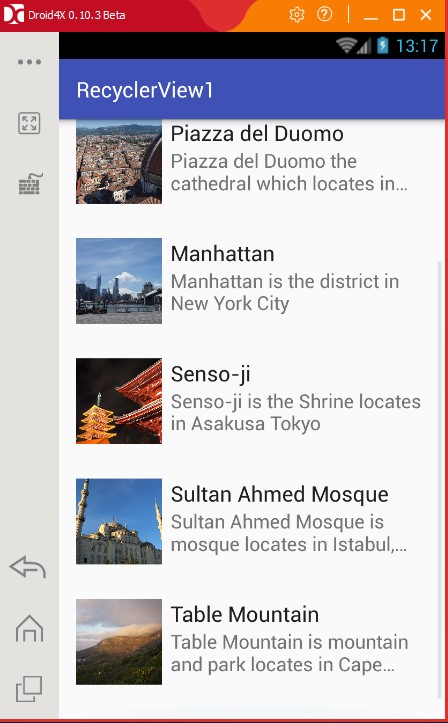 Droid4X 0.10.3 Beta
13:17
RecyclerView1
Piazza del Duomo
Piazza del Duomo the
cathedral which locates in...
Manhattan
Manhattan is the district in
New York City
Senso-ji
Senso-ji is the Shrine locates
in Asakusa Tokyo
Sultan Ahmed Mosque
Sultan Ahmed Mosque is
mosque locates in Istabul,...
Table Mountain
Table Mountain is mountain
and park locates in Cape...